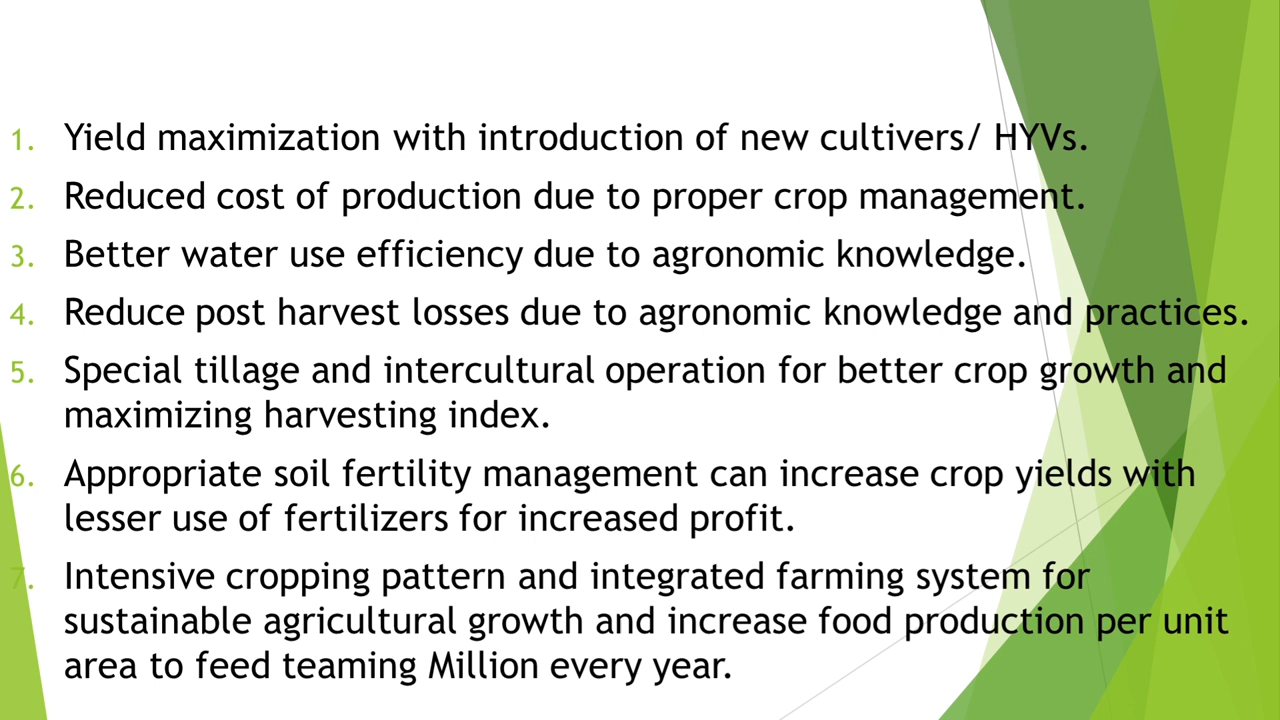 1. Yield maximization with introduction of new cultivers/ HYVs.
2. Reduced cost of production due to proper crop management.
3. Better water use efficiency due to agronomic knowledge.
4. Reduce post harvest losses due to agronomic knowledge and practices.
5. Special tillage and intercultural operation for better crop growth and
maximizing harvesting index.
6. Appropriate soil fertility management can increase crop yields with
lesser use of fertilizers for increased profit.
7. Intensive cropping pattern and integrated farming system for
sustainable agricultural growth and increase food production per unit
area to feed teaming Million every year.